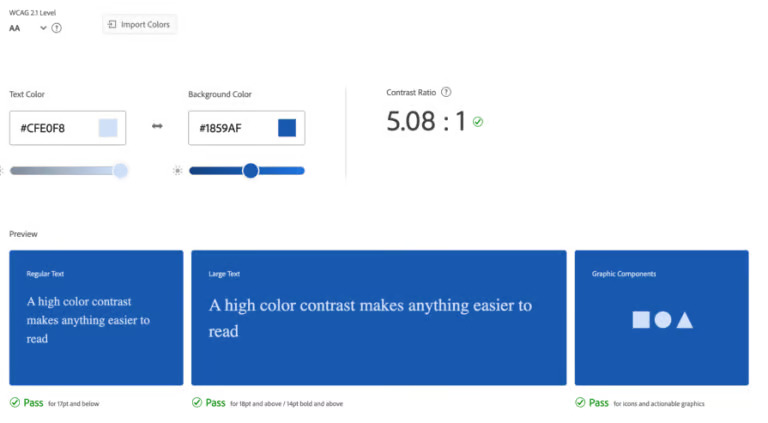 WCAG 2.1 Level
AA
Import Colors
Text Color
#CFE0F8
Background Color
#1859AF
Contrast Ratio
5.08 : 1
Preview
Regular Text
A high color contrast
makes anything easier to
read
Pass for 17pt and below
Large Text
A high color contrast makes anything easier to
read
Pass for 18pt and above / 14pt bold and above
Graphic Components
Pass for icons and actionable graphics